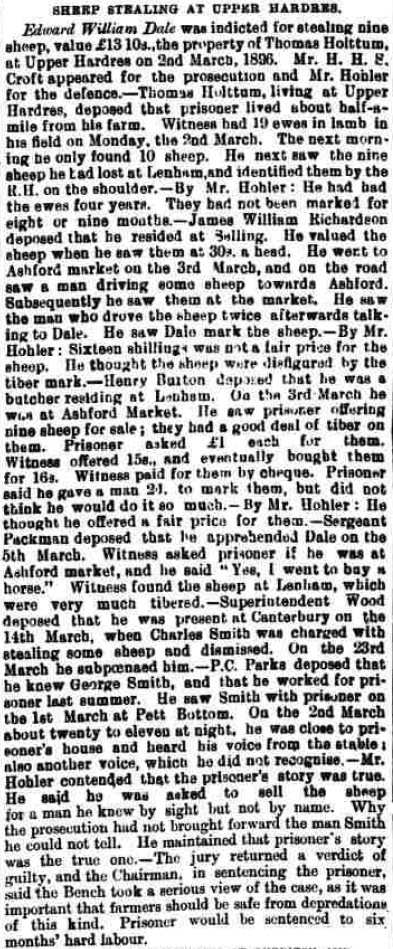 SHEEP STEALING AT UPPER HARDRES.
Edward William Dale was indicted for stealing nine
sheep, value £13 10s., the property of Thomas Holttum,
at Upper Hardres on 2nd March, 1896. Mr. H. H. S.
Croft appeared for the prosecution and Mr. Hohler
for the defence.—Thomas Holttum, living at Upper
Hardres, deposed that prisoner lived about half-a-
mile from his farm. Witness had 19 ewes in lamb in
his field on Monday, the 2nd March. The next morn-
ing he only found 10 sheep. He next saw the nine
sheep he had lost at Lenham, and identified them by the
R.H. on the shoulder.—By Mr. Hohler: He had had
the ewes four years. They had not been marked for
eight or nine months.—James William Richardson
deposed that he resided at Selling. He valued the
sheep when he saw them at 30s. a head. He went to
Ashford market on the 3rd March, and on the road
saw a man driving some sheep towards Ashford.
Subsequently he saw them at the market. He saw
the man who drove the sheep twice afterwards talk-
ing to Dale. He saw Dale mark the sheep.—By Mr.
Hohler: Sixteen shillings was not a fair price for the
sheep. He thought the sheep were disfigured by the
tiber mark.—Henry Buiton deposed that he was a
butcher residing at Lenham. On the 3rd March he
was at Ashford Market. He saw prisoner offering
nine sheep for sale; they had a good deal of tiber on
them. Prisoner asked £1 each for them.
Witness offered 15s., and eventually bought them
for 16s. Witness paid for them by cheque. Prisoner
said he gave a man 2d. to mark them, but did not
think he would do it so much.—By Mr. Hohler: He
thought he offered a fair price for them.—Sergeant
Packman deposed that he apprehended Dale on the
5th March. Witness asked prisoner if he was at
Ashford market, and he said "Yes, I went to buy a
horse." Witness found the sheep at Lenham, which
were very much tibered.—Superintendent Wood
deposed that he was present at Canterbury on the
14th March, when Charles Smith was charged with
stealing some sheep and dismissed. On the 23rd
March he subpœnaed him.—P.C. Parks deposed that
he knew George Smith, and that he worked for pri-
soner last summer. He saw Smith with prisoner on
the 1st March at Pett Bottom. On the 2nd March
about twenty to eleven at night, he was close to pri-
soner's house and heard his voice from the stable;
also another voice, which he did not recognise.—Mr.
Hohler contended that the prisoner's story was true.
He said he was asked to sell the sheep
for a man he knew by sight but not by name. Why
the prosecution had not brought forward the man Smith
he could not tell. He maintained that prisoner's story
was the true one.—The jury returned a verdict of
guilty, and the Chairman, in sentencing the prisoner,
said the Bench took a serious view of the case, as it was
important that farmers should be safe from depredations
of this kind. Prisoner would be sentenced to six
months' hard labour.